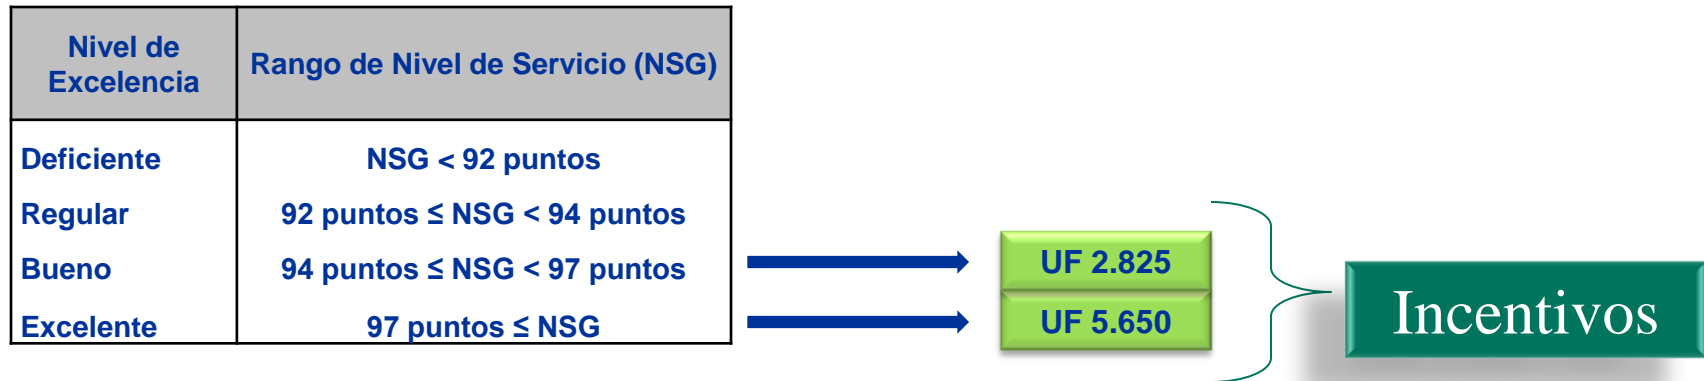 Nivel de
Excelencia
Rango de Nivel de Servicio (NSG)
Deficiente NSG < 92 puntos
Regular 92 puntos ≤ NSG < 94 puntos
Bueno 94 puntos ≤ NSG < 97 puntos UF 2.825
Excelente 97 puntos ≤ NSG UF 5.650
Incentivos